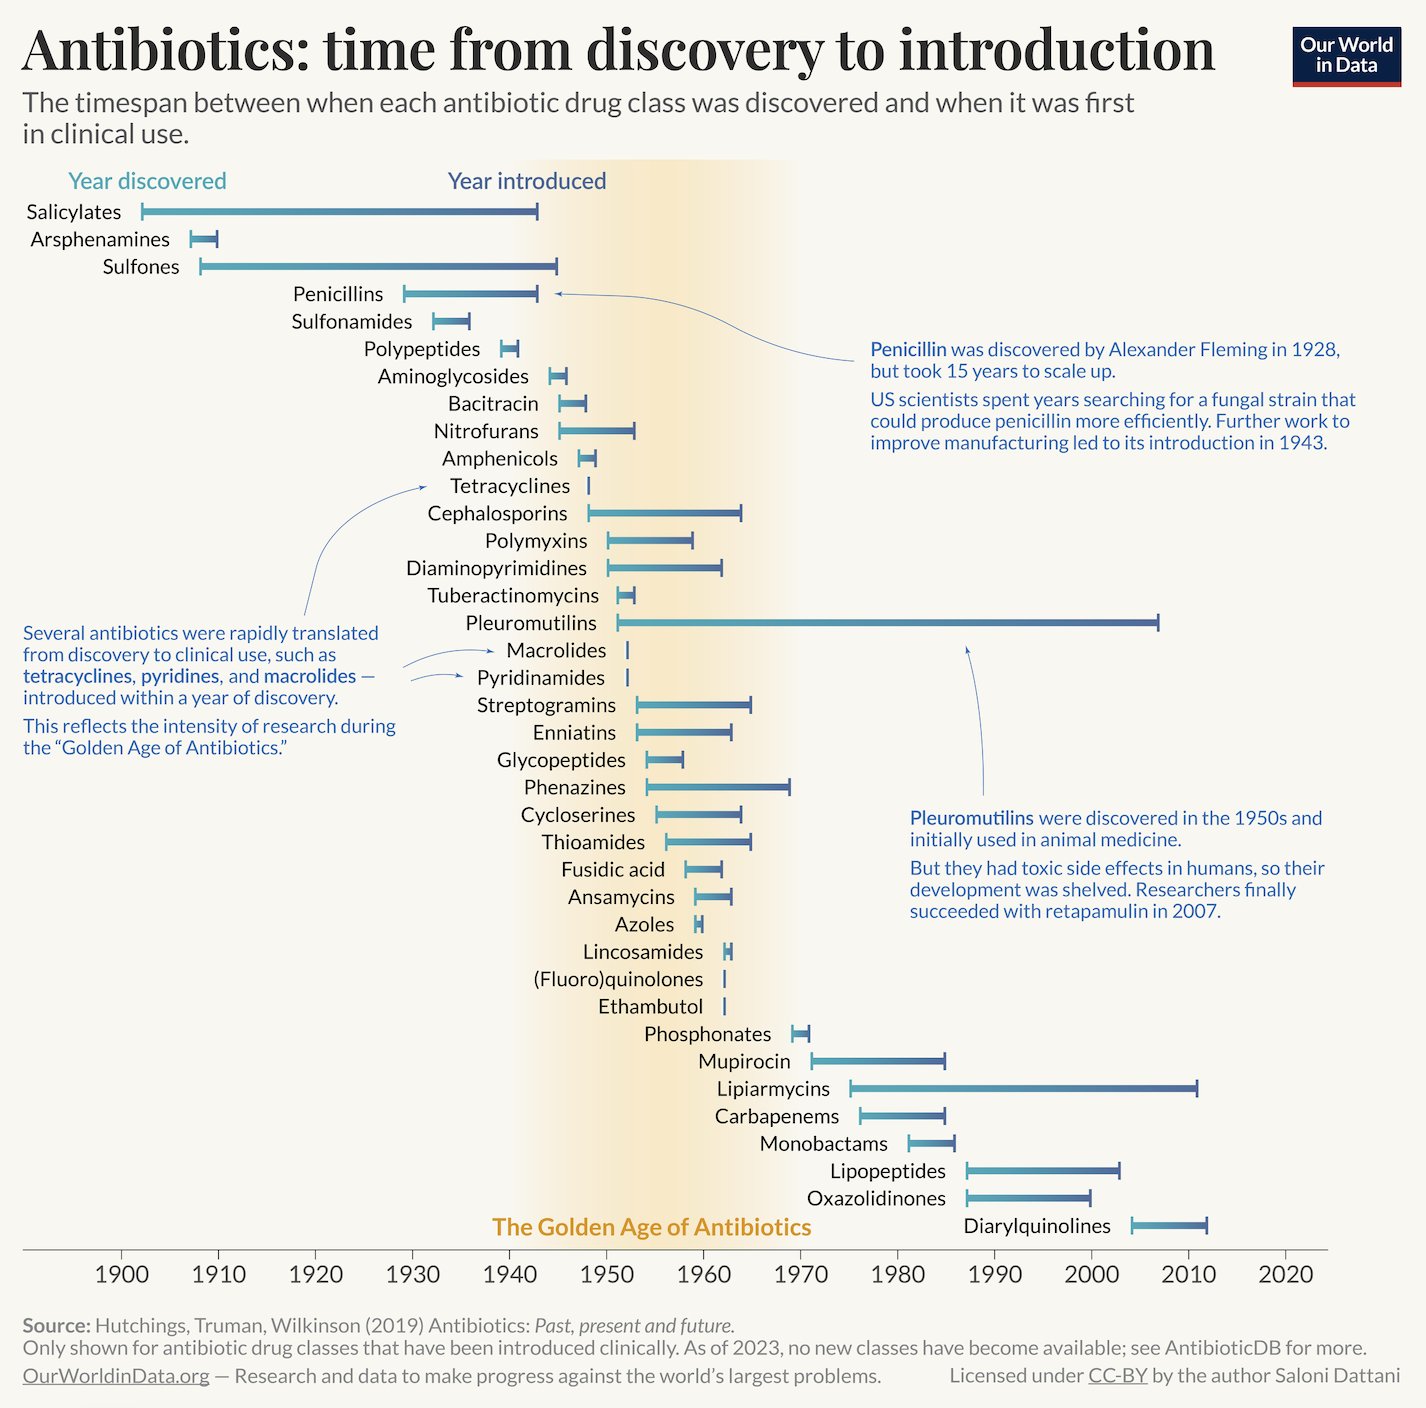 Antibiotics: time from discovery to introduction
Our World
in Data
The timespan between when each antibiotic drug class was discovered and when it was first
in clinical use.
Year discovered
Year introduced
Salicylates
Arsphenamines
Sulfones
Penicillins
Sulfonamides
Polypeptides
Aminoglycosides
Bacitracin
Nitrofurans
Amphenicols
Tetracyclines
Cephalosporins
Polymyxins
Diaminopyrimidines
Tuberactinomycins
Pleuromutilins
Macrolides
Pyridinamides
Streptogramins
Enniatins
Glycopeptides
Phenazines
Cycloserines
Thioamides
Fusidic acid
Ansamycins
Azoles
Lincosamides
(Fluoro)quinolones
Ethambutol
Phosphonates
Mupirocin
Lipiarmycins
Carbapenems
Monobactams
Lipopeptides
Oxazolidinones
Diarylquinolines
Penicillin was discovered by Alexander Fleming in 1928,
but took 15 years to scale up.
US scientists spent years searching for a fungal strain that
could produce penicillin more efficiently. Further work to
improve manufacturing led to its introduction in 1943.
Several antibiotics were rapidly translated
from discovery to clinical use, such as
tetracyclines, pyridines, and macrolides —
introduced within a year of discovery.
This reflects the intensity of research during
the “Golden Age of Antibiotics.”
Pleuromutilins were discovered in the 1950s and
initially used in animal medicine.
But they had toxic side effects in humans, so their
development was shelved. Researchers finally
succeeded with retapamulin in 2007.
The Golden Age of Antibiotics
1900 1910 1920 1930 1940 1950 1960 1970 1980 1990 2000 2010 2020
Source: Hutchings, Truman, Wilkinson (2019) Antibiotics: Past, present and future.
Only shown for antibiotic drug classes that have been introduced clinically. As of 2023, no new classes have become available; see AntibioticDB for more.
OurWorldinData.org — Research and data to make progress against the world’s largest problems.
Licensed under CC-BY by the author Saloni Dattani